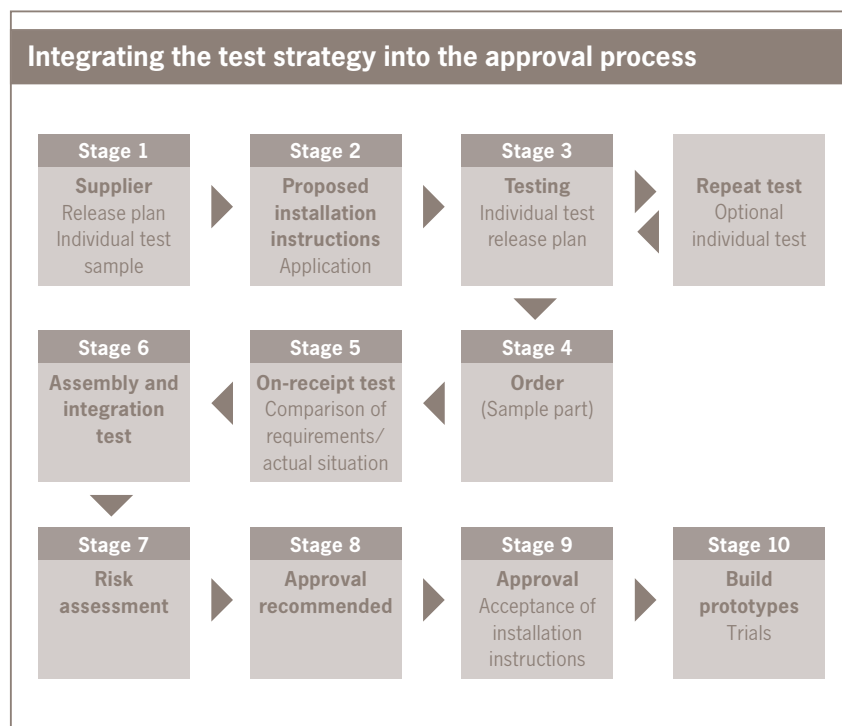 Integrating the test strategy into the approval process
Stage 1
Supplier
Release plan
Individual test
sample
Stage 2
Proposed
installation
instructions
Application
Stage 3
Testing
Individual test
release plan
Repeat test
Optional
individual test
Stage 6
Assembly and
integration
test
Stage 5
On-receipt test
Comparison of
requirements/
actual situation
Stage 4
Order
(Sample part)
Stage 7
Risk
assessment
Stage 8
Approval
recommended
Stage 9
Approval
Acceptance of
installation
instructions
Stage 10
Build
prototypes
Trials